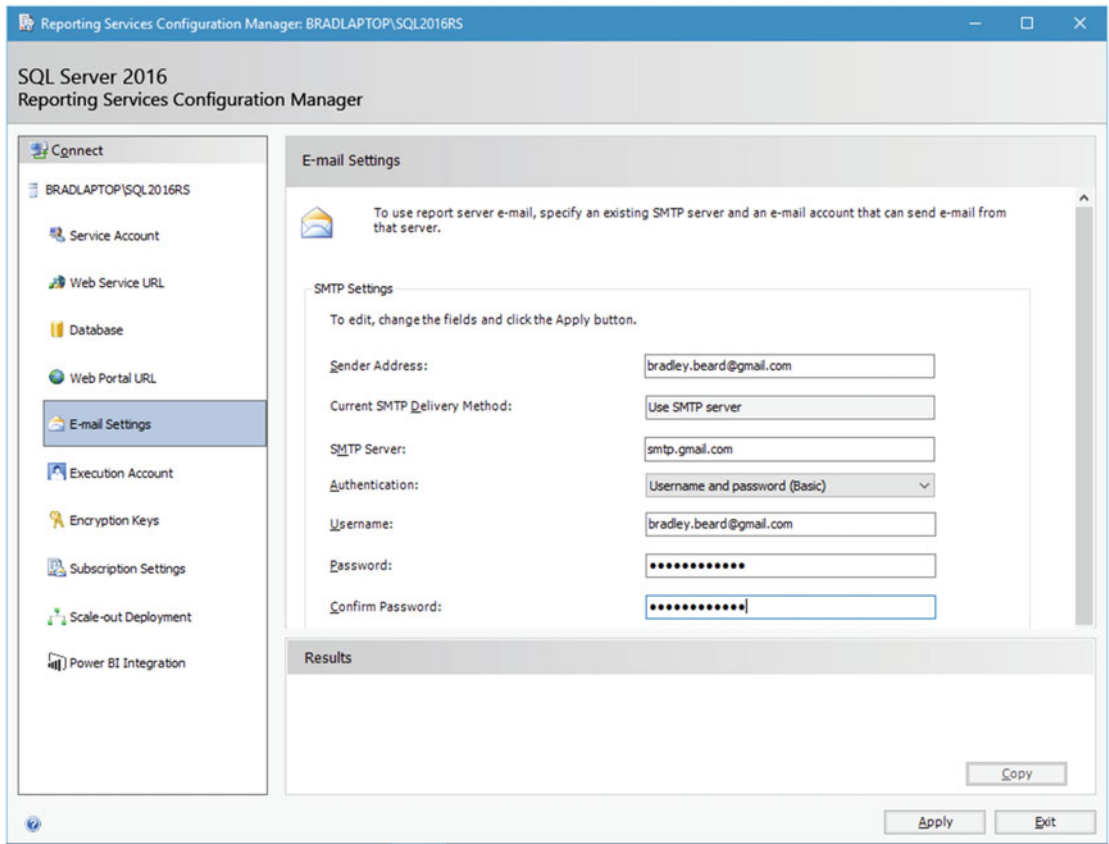 Reporting Services Configuration Manager: BRADLAPTOP\SQL2016RS
SQL Server 2016
Reporting Services Configuration Manager
Connect
BRADLAPTOP\SQL2016RS
Service Account
Web Service URL
Database
Web Portal URL
E-mail Settings
Execution Account
Encryption Keys
Subscription Settings
Scale-out Deployment
Power BI Integration
E-mail Settings
To use report server e-mail, specify an existing SMTP server and an e-mail account that can send e-mail from
that server.
SMTP Settings
To edit, change the fields and click the Apply button.
Sender Address: bradley.beard@gmail.com
Current SMTP Delivery Method: Use SMTP server
SMTP Server: smtp.gmail.com
Authentication: Username and password (Basic)
Username: bradley.beard@gmail.com
Password: ●●●●●●●●●●●●
Confirm Password: ●●●●●●●●●●●●
Results
Copy
Apply Exit